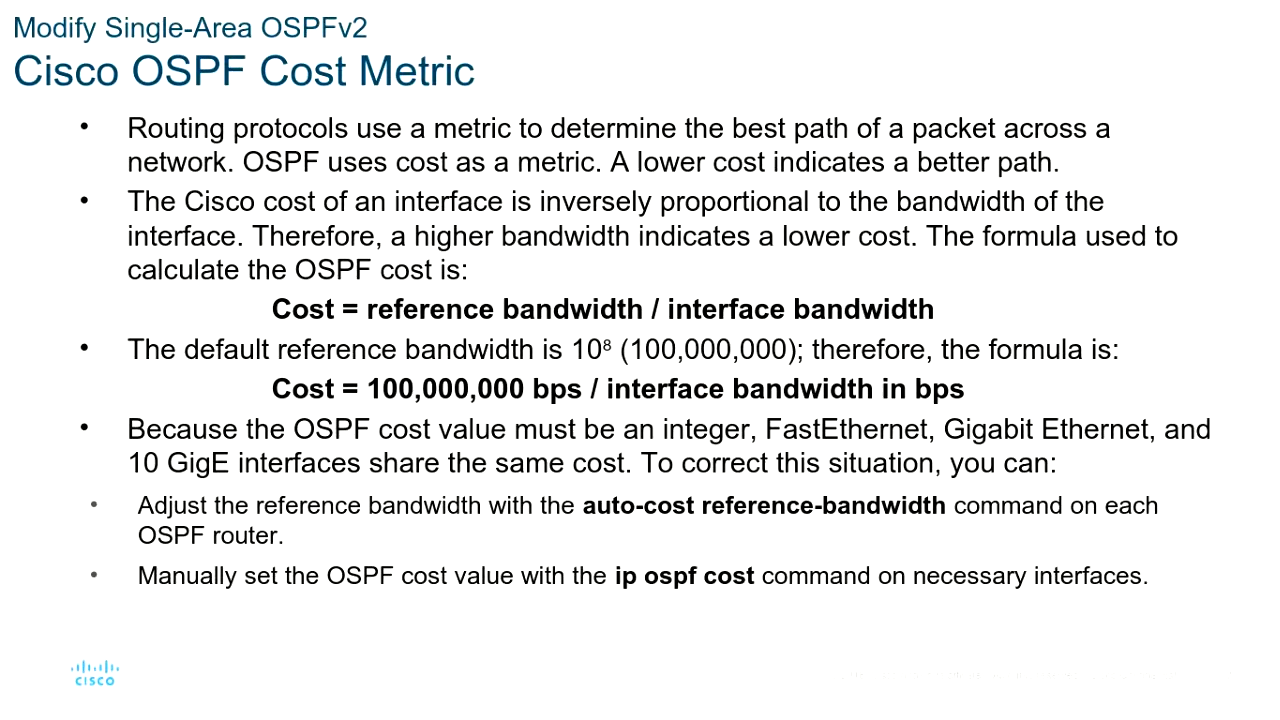 Modify Single-Area OSPFv2
Cisco OSPF Cost Metric
• Routing protocols use a metric to determine the best path of a packet across a
network. OSPF uses cost as a metric. A lower cost indicates a better path.
• The Cisco cost of an interface is inversely proportional to the bandwidth of the
interface. Therefore, a higher bandwidth indicates a lower cost. The formula used to
calculate the OSPF cost is:
Cost = reference bandwidth / interface bandwidth
• The default reference bandwidth is 10⁸ (100,000,000); therefore, the formula is:
Cost = 100,000,000 bps / interface bandwidth in bps
• Because the OSPF cost value must be an integer, FastEthernet, Gigabit Ethernet, and
10 GigE interfaces share the same cost. To correct this situation, you can:
• Adjust the reference bandwidth with the auto-cost reference-bandwidth command on each
OSPF router.
• Manually set the OSPF cost value with the ip ospf cost command on necessary interfaces.
CISCO